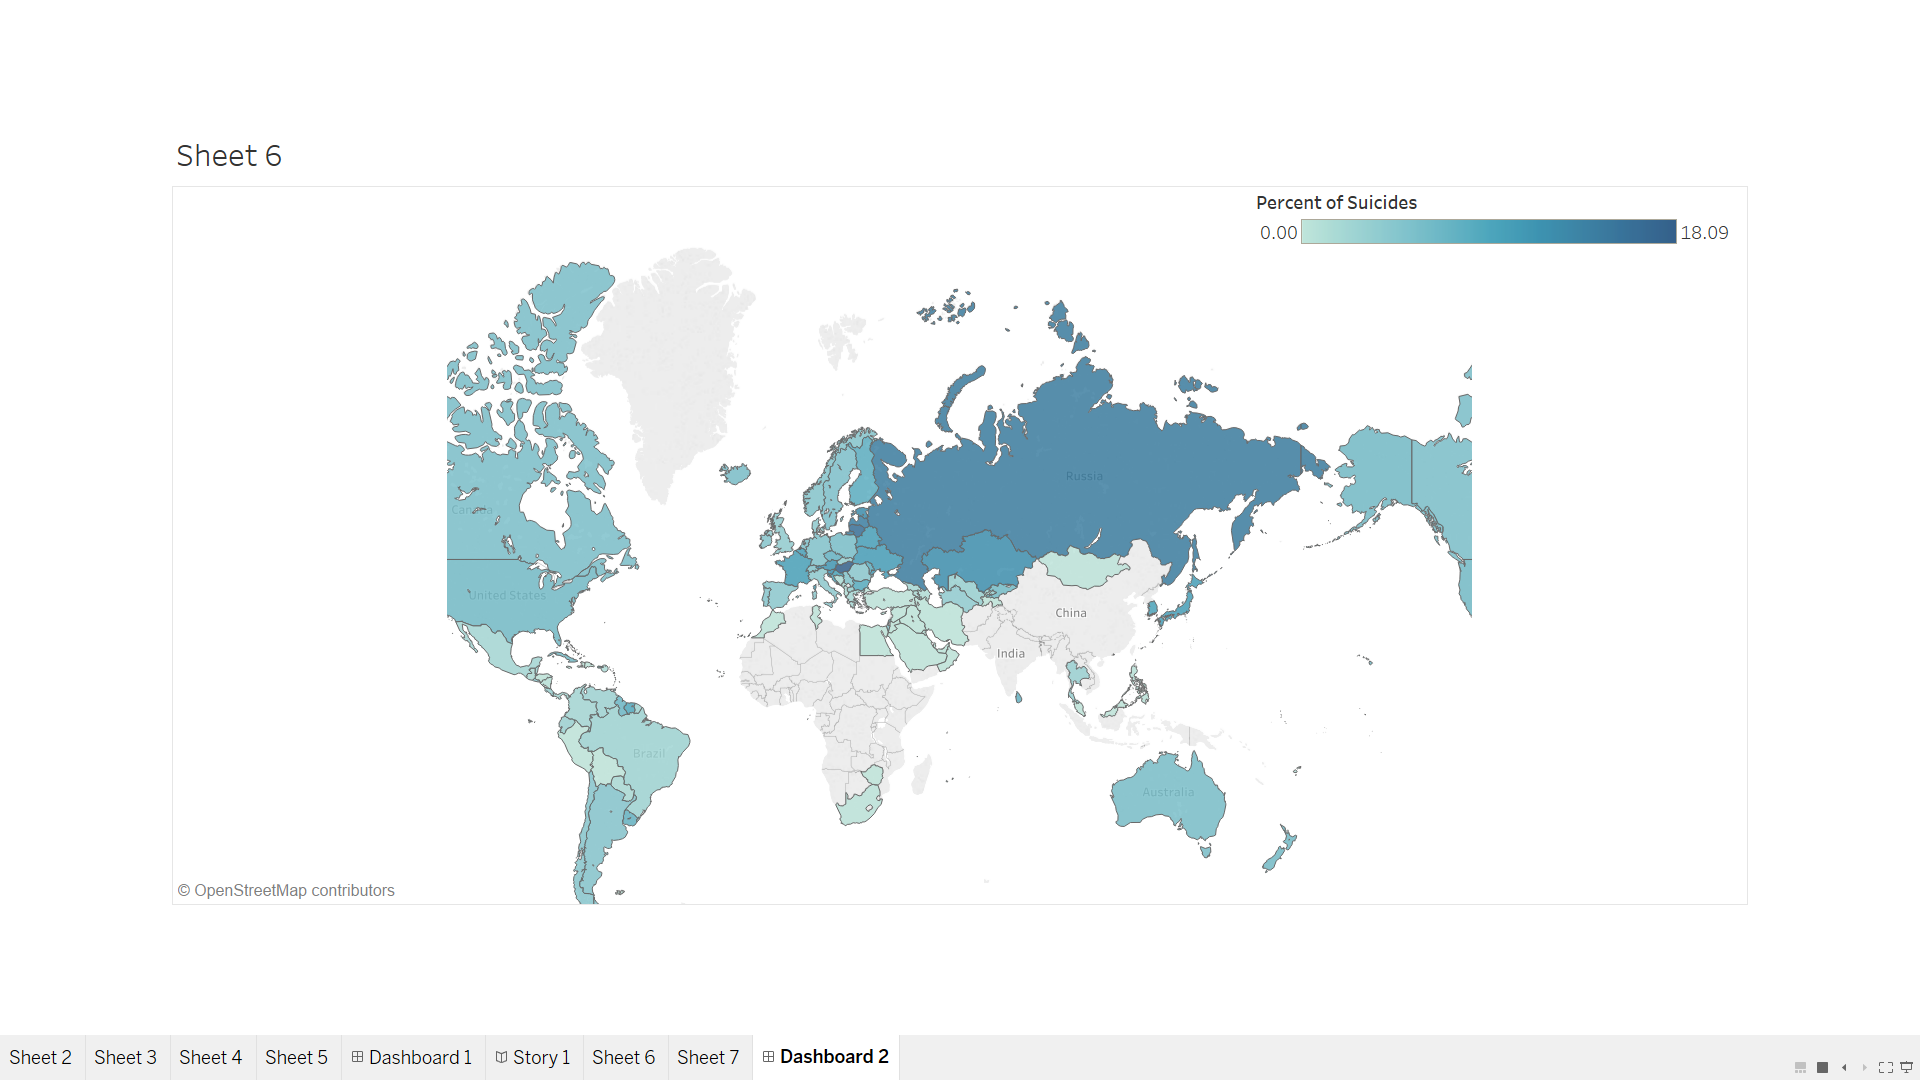 Sheet 6
Percent of Suicides
0.00 18.09
Russia
Canada
United States
China
India
Brazil
Australia
© OpenStreetMap contributors
Sheet 2 Sheet 3 Sheet 4 Sheet 5 Dashboard 1 Story 1 Sheet 6 Sheet 7 Dashboard 2